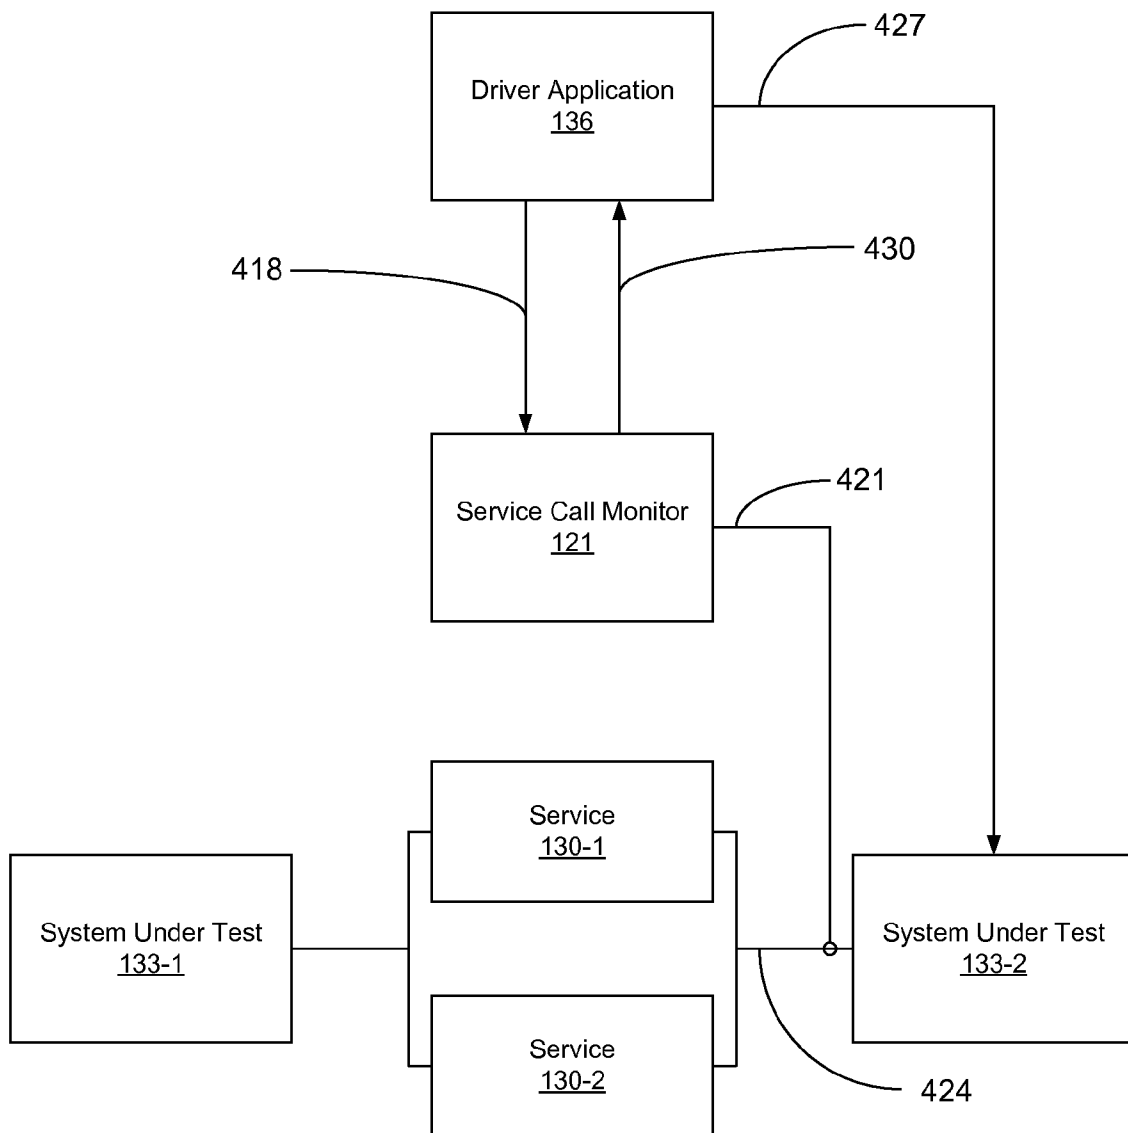 427
Driver Application
136
418
430
Service Call Monitor
121
421
Service
130-1
System Under Test
133-1
System Under Test
133-2
Service
130-2
424